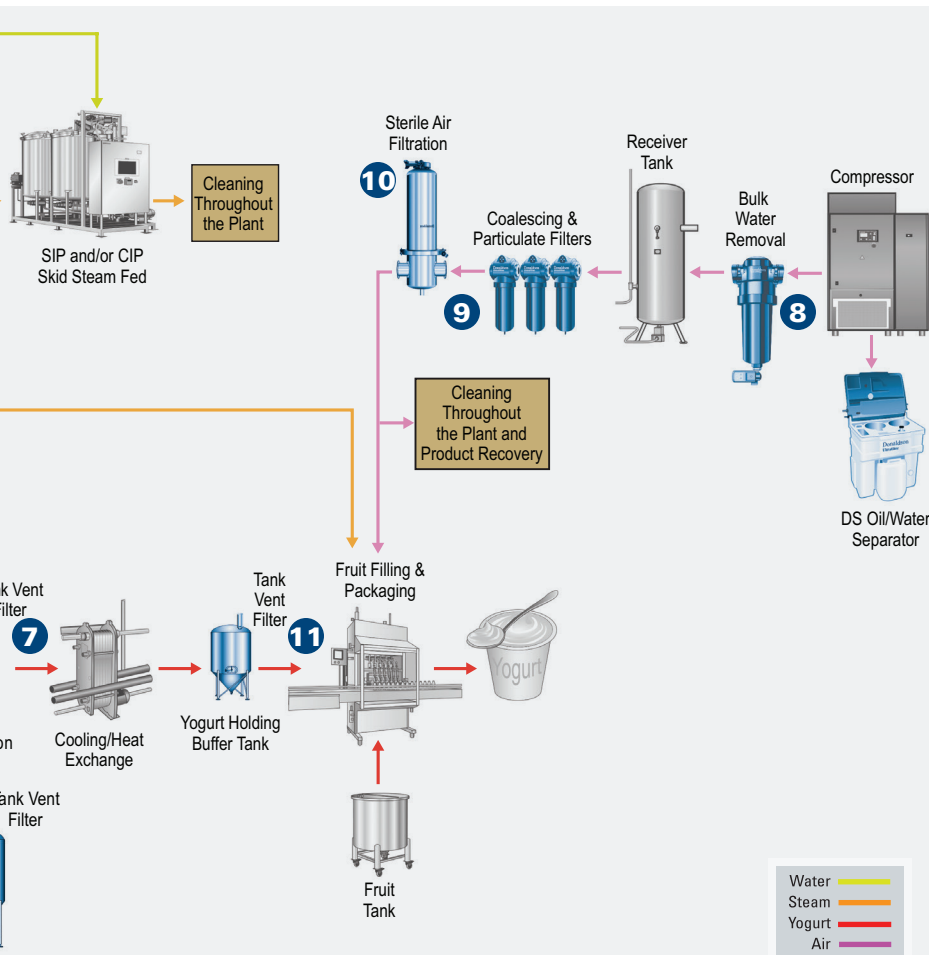 Sterile Air
Filtration
10
Receiver
Tank
Compressor
Cleaning
Throughout
the Plant
Bulk
Water
Removal
Coalescing &
Particulate Filters
SIP and/or CIP
Skid Steam Fed
9
8
Cleaning
Throughout
the Plant and
Product Recovery
Donaldson
DS Oil/Water
Separator
Vent
7
Tank
Vent
Filter
11
Fruit Filling &
Packaging
Yogurt
Cooling/Heat
Exchange
Yogurt Holding
Buffer Tank
Vent
Filter
Fruit
Tank
Water
Steam
Yogurt
Air